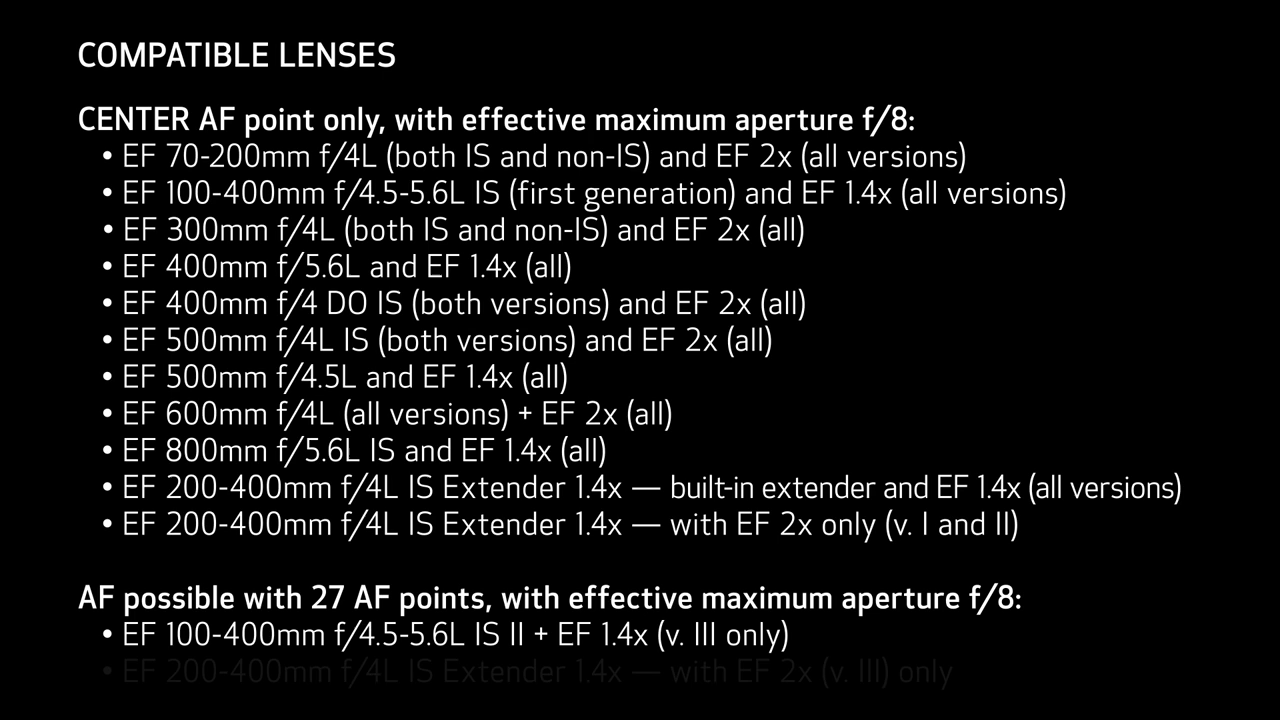 COMPATIBLE LENSES
CENTER AF point only, with effective maximum aperture f/8:
• EF 70-200mm f/4L (both IS and non-IS) and EF 2x (all versions)
• EF 100-400mm f/4.5-5.6L IS (first generation) and EF 1.4x (all versions)
• EF 300mm f/4L (both IS and non-IS) and EF 2x (all)
• EF 400mm f/5.6L and EF 1.4x (all)
• EF 400mm f/4 DO IS (both versions) and EF 2x (all)
• EF 500mm f/4L IS (both versions) and EF 2x (all)
• EF 500mm f/4.5L and EF 1.4x (all)
• EF 600mm f/4L (all versions) + EF 2x (all)
• EF 800mm f/5.6L IS and EF 1.4x (all)
• EF 200-400mm f/4L IS Extender 1.4x — built-in extender and EF 1.4x (all versions)
• EF 200-400mm f/4L IS Extender 1.4x — with EF 2x only (v. I and II)
AF possible with 27 AF points, with effective maximum aperture f/8:
• EF 100-400mm f/4.5-5.6L IS II + EF 1.4x (v. III only)
• EF 200-400mm f/4L IS Extender 1.4x — with EF 2x (v. III) only